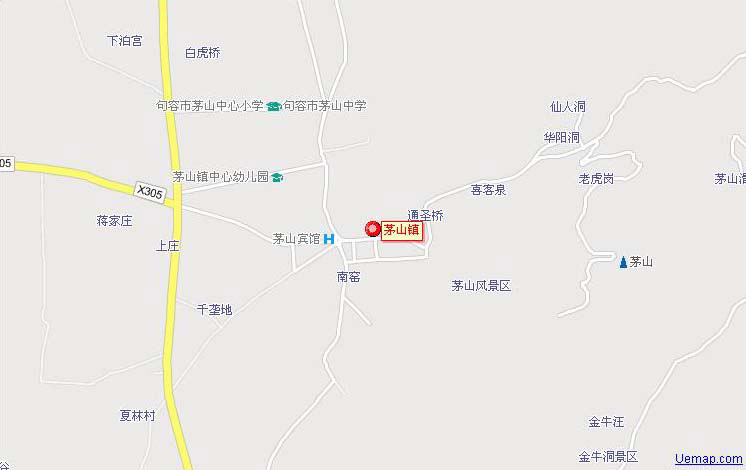 下泊宫
白虎桥
句容市茅山中心小学
句容市茅山中学
仙人洞
华阳洞
05
茅山镇中心幼儿园
X305
老虎岗
喜客泉
蒋家庄
通圣桥
茅山镇
茅山宾馆
H
上庄
茅山
南窑
茅山风景区
千垄地
夏林村
金牛汪
金牛洞景区
Uemap.com
谷